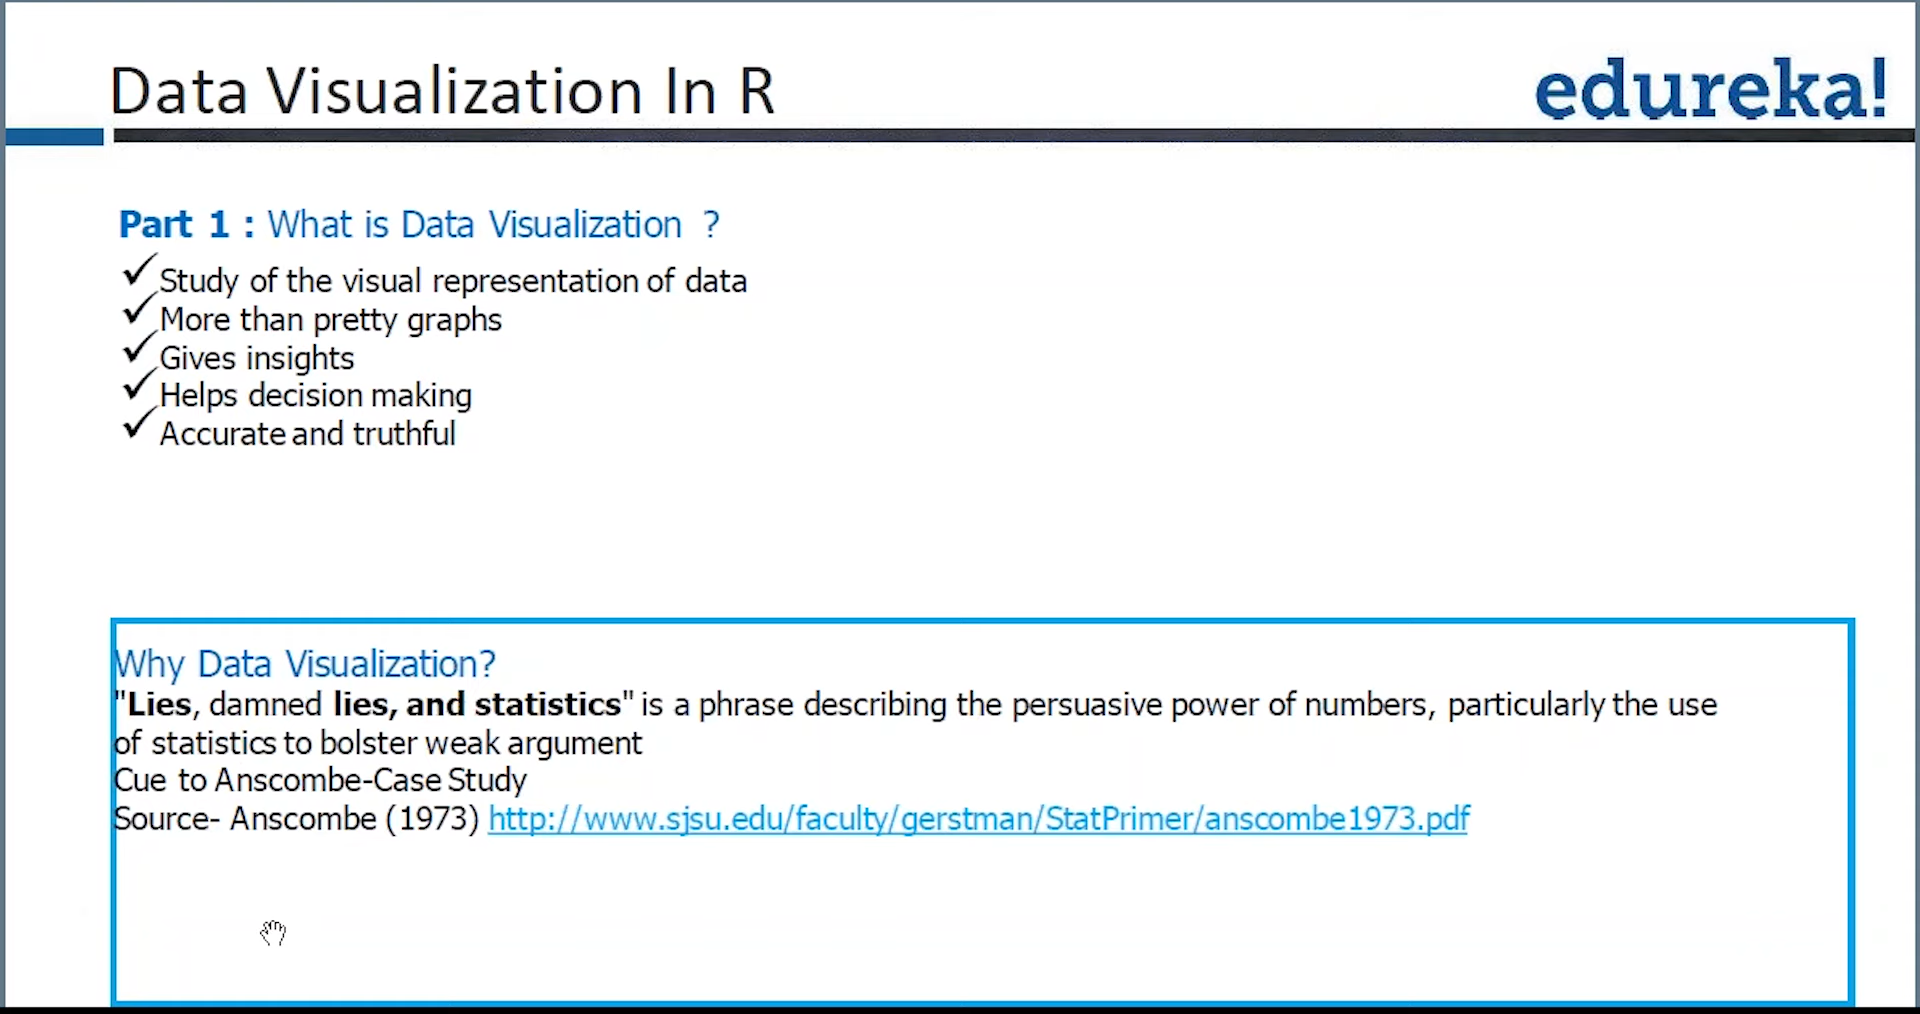 Data Visualization In R
edureka!
Part 1 : What is Data Visualization ?
✓Study of the visual representation of data
✓More than pretty graphs
✓Gives insights
✓Helps decision making
✓Accurate and truthful
Why Data Visualization?
"Lies, damned lies, and statistics" is a phrase describing the persuasive power of numbers, particularly the use
of statistics to bolster weak argument
Cue to Anscombe-Case Study
Source- Anscombe (1973) http://www.sjsu.edu/faculty/gerstman/StatPrimer/anscombe1973.pdf